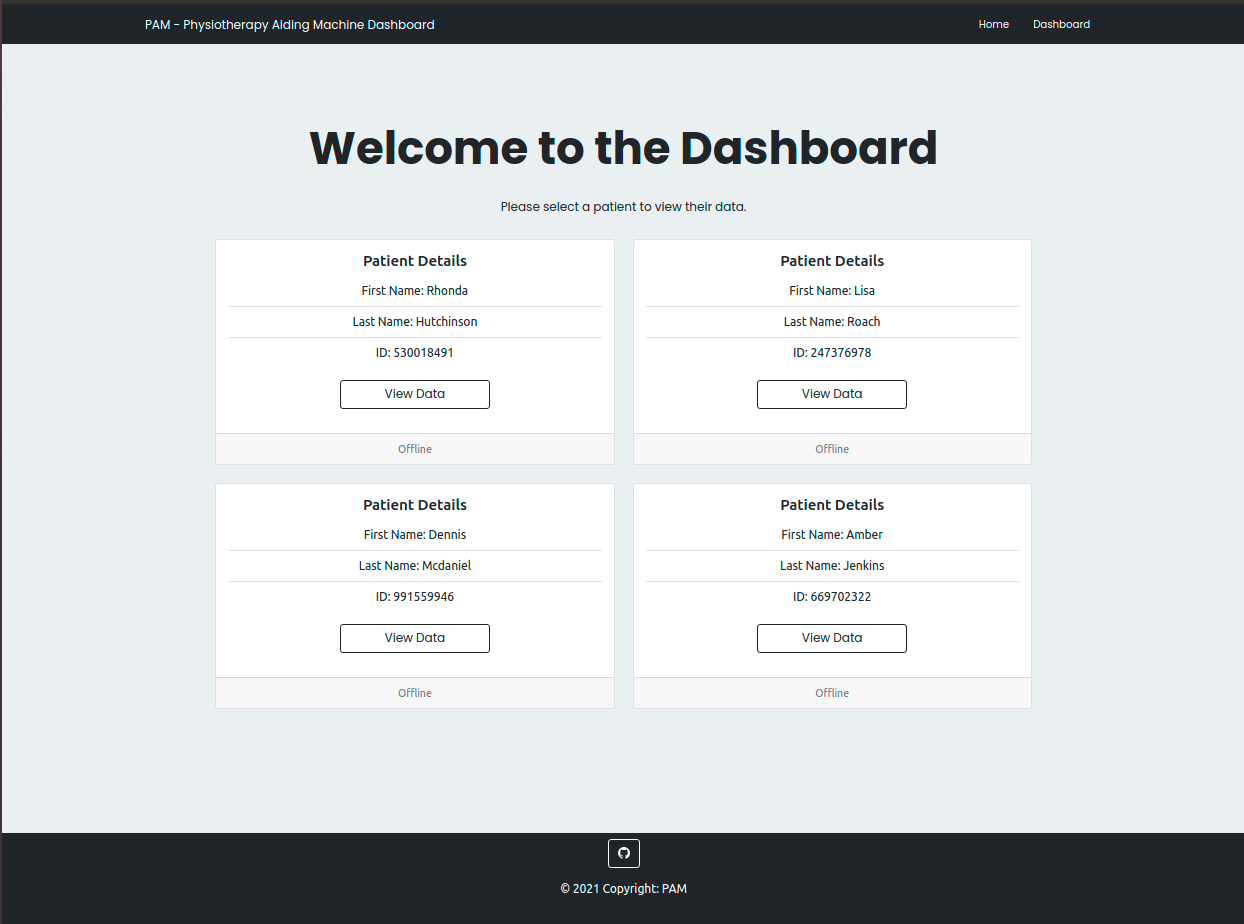 PAM - Physiotherapy Aiding Machine Dashboard
Home
Dashboard
Welcome to the Dashboard
Please select a patient to view their data.
Patient Details
First Name: Rhonda
Last Name: Hutchinson
ID: 530018491
View Data
Offline
Patient Details
First Name: Lisa
Last Name: Roach
ID: 247376978
View Data
Offline
Patient Details
First Name: Dennis
Last Name: Mcdaniel
ID: 991559946
View Data
Offline
Patient Details
First Name: Amber
Last Name: Jenkins
ID: 669702322
View Data
Offline
© 2021 Copyright: PAM